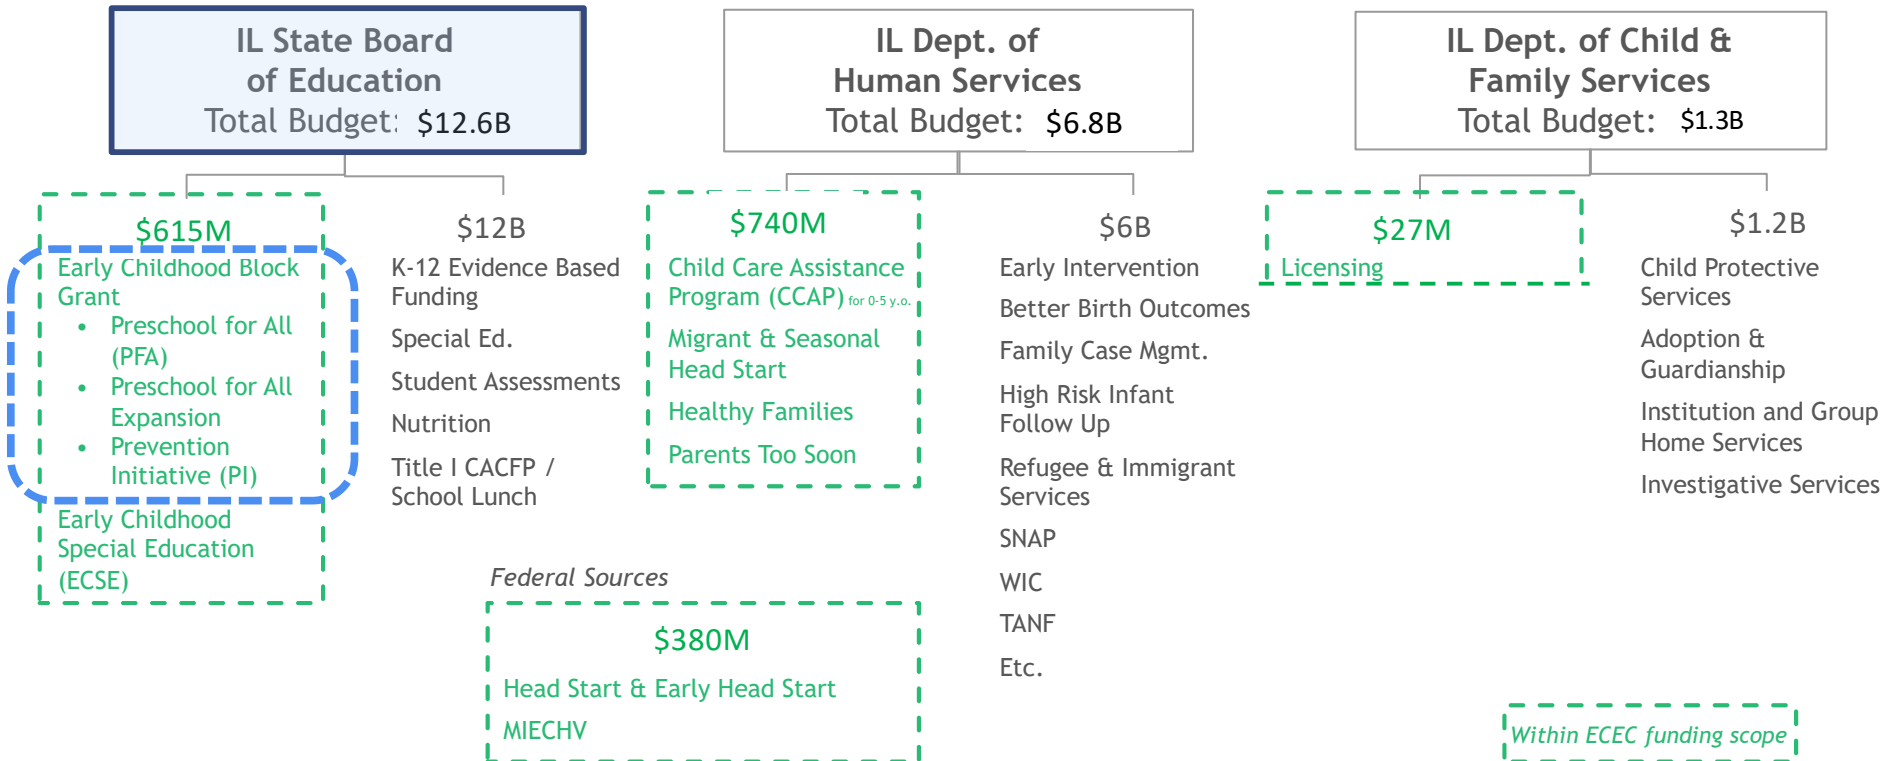 IL State Board
of Education
Total Budget: $12.6B
IL Dept. of
Human Services
Total Budget: $6.8B
IL Dept. of Child &
Family Services
Total Budget: $1.3B
$615M
Early Childhood Block
Grant
• Preschool for All
(PFA)
• Preschool for All
Expansion
• Prevention
Initiative (PI)
Early Childhood
Special Education
(ECSE)
$12B
K-12 Evidence Based
Funding
Special Ed.
Student Assessments
Nutrition
Title I CACFP /
School Lunch
$740M
Child Care Assistance
Program (CCAP) for 0-5 y.o.
Migrant & Seasonal
Head Start
Healthy Families
Parents Too Soon
$6B
Early Intervention
Better Birth Outcomes
Family Case Mgmt.
High Risk Infant
Follow Up
Refugee & Immigrant
Services
SNAP
WIC
TANF
Etc.
$27M
Licensing
$1.2B
Child Protective
Services
Adoption &
Guardianship
Institution and Group
Home Services
Investigative Services
Federal Sources
$380M
Head Start & Early Head Start
MIECHV
Within ECEC funding scope